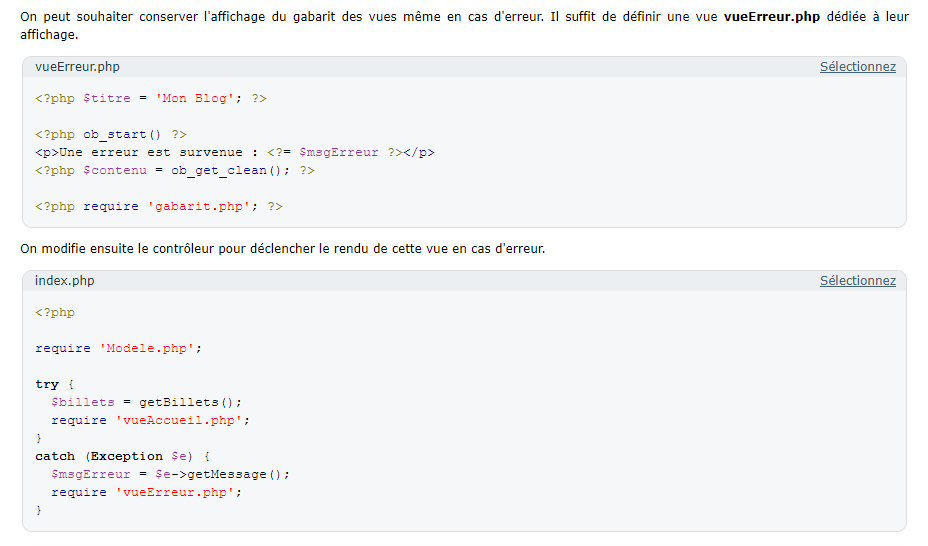 On peut souhaiter conserver l'affichage du gabarit des vues même en cas d'erreur. Il suffit de définir une vue vueErreur.php dédiée à leur
affichage.
vueErreur.php Sélectionnez
<?php $titre = 'Mon Blog'; ?>
<?php ob_start() ?>
<p>Une erreur est survenue : <?= $msgErreur ?></p>
<?php $contenu = ob_get_clean(); ?>
<?php require 'gabarit.php'; ?>
On modifie ensuite le contrôleur pour déclencher le rendu de cette vue en cas d'erreur.
index.php Sélectionnez
<?php
require 'Modele.php';
try {
  $billets = getBillets();
  require 'vueAccueil.php';
}
catch (Exception $e) {
  $msgErreur = $e->getMessage();
  require 'vueErreur.php';
}